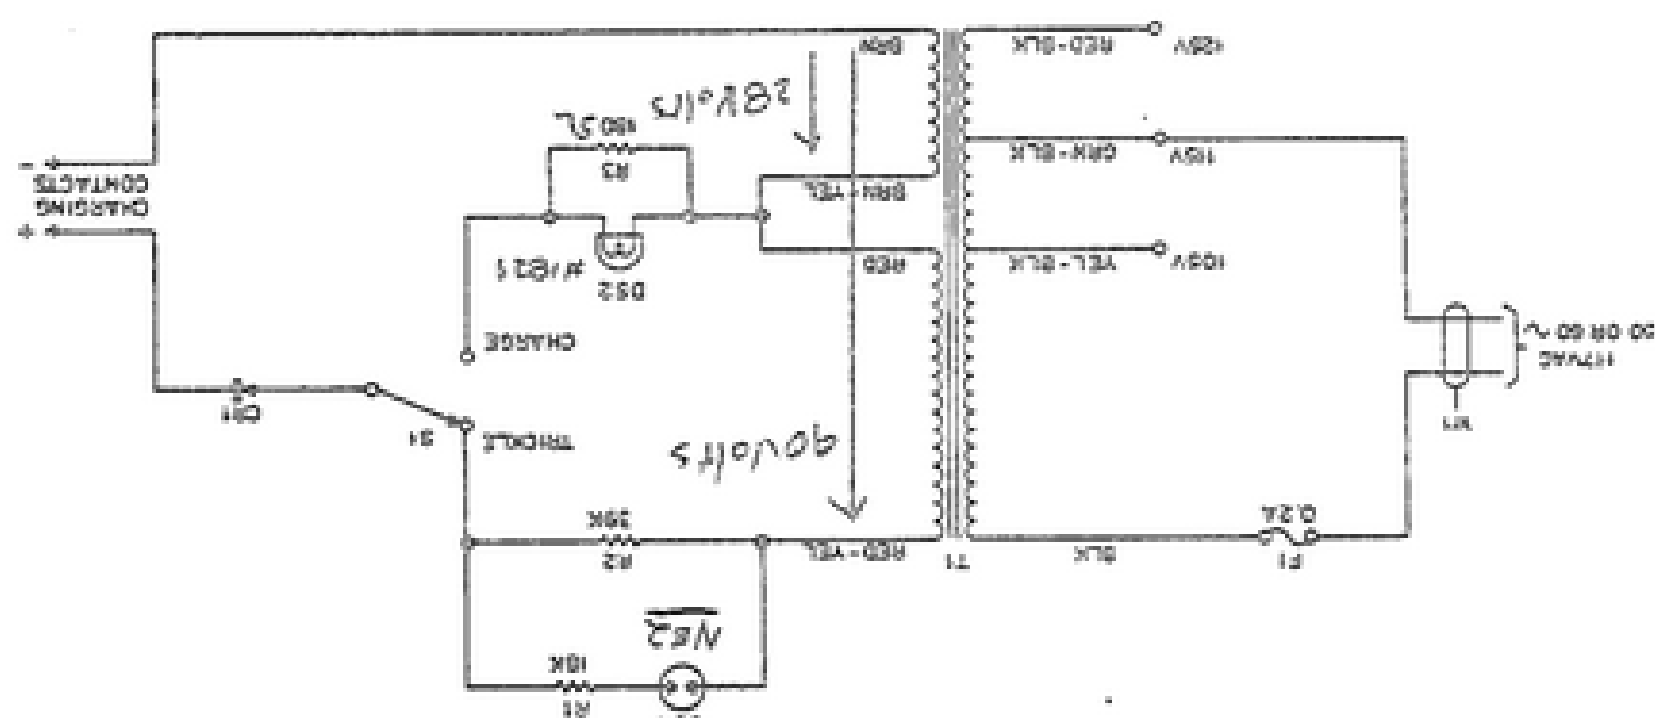 R1
NE2
F1
T1
R2
0.2A
BLK
RED-YEL
TRICKLE
S1
90volts
CR1
117VAC
50 OR 60 ~
CHARGE
DS2
#1821
105V
YEL-BLK
RED
+
CHARGING
CONTACTS
-
BRN-YEL
R3
115V
GRN-BLK
180Ω
28Volts
125V
RED-BLK
BRN